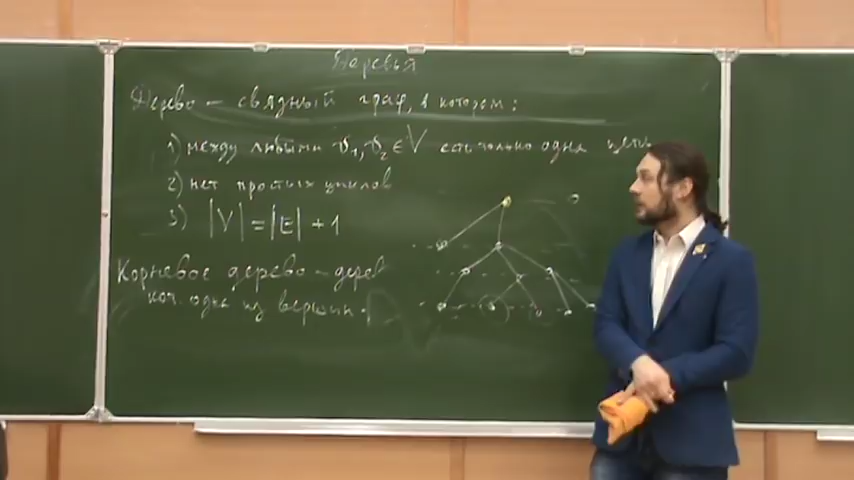 Деревья
Дерево — связный граф, в котором:
1) между любыми v₁, v₂ ∈ V есть только одна цепь
2) нет простых циклов
3) |V| = |E| + 1
Корневое дерево — дерев
одна из вершин